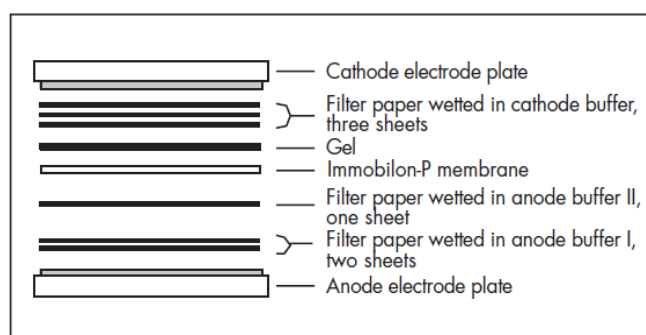 Cathode electrode plate
Filter paper wetted in cathode buffer,
three sheets
Gel
Immobilon-P membrane
Filter paper wetted in anode buffer II,
one sheet
Filter paper wetted in anode buffer I,
two sheets
Anode electrode plate